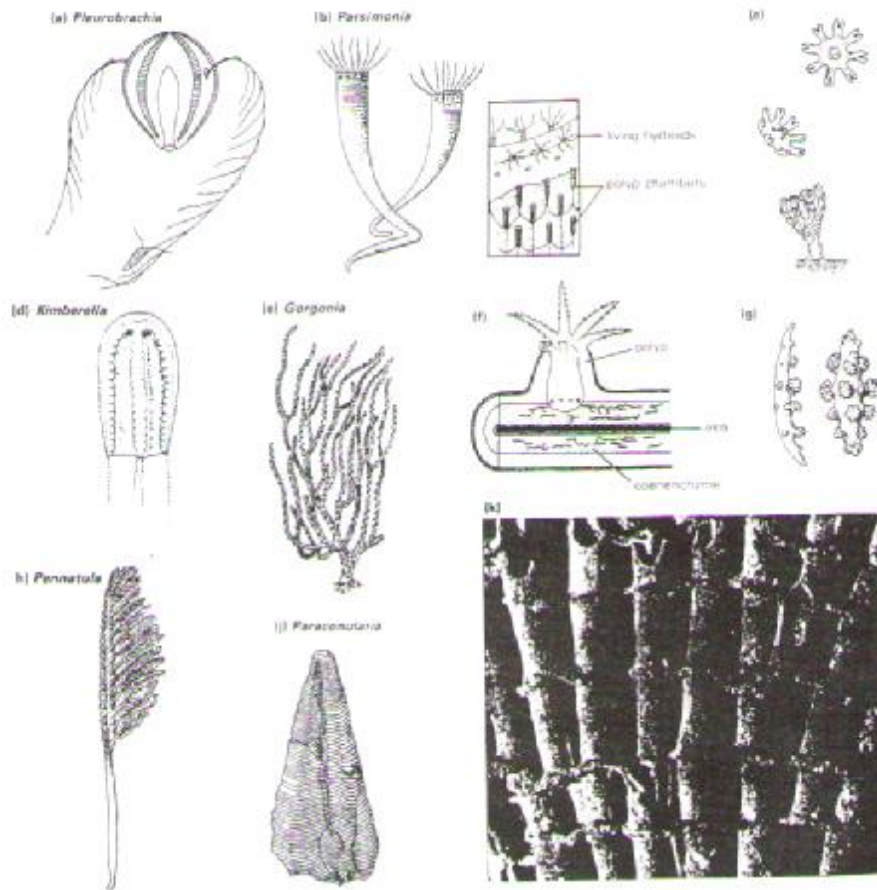 (a) Pleurobrachia
(b) Parsimonia
living hydroids
polyp chambers
(d) Kimberella
(e) Gorgonia
(f)
polyp
axis
coenenchyme
(g)
h) Pennatula
(j) Paraconularia
(k)